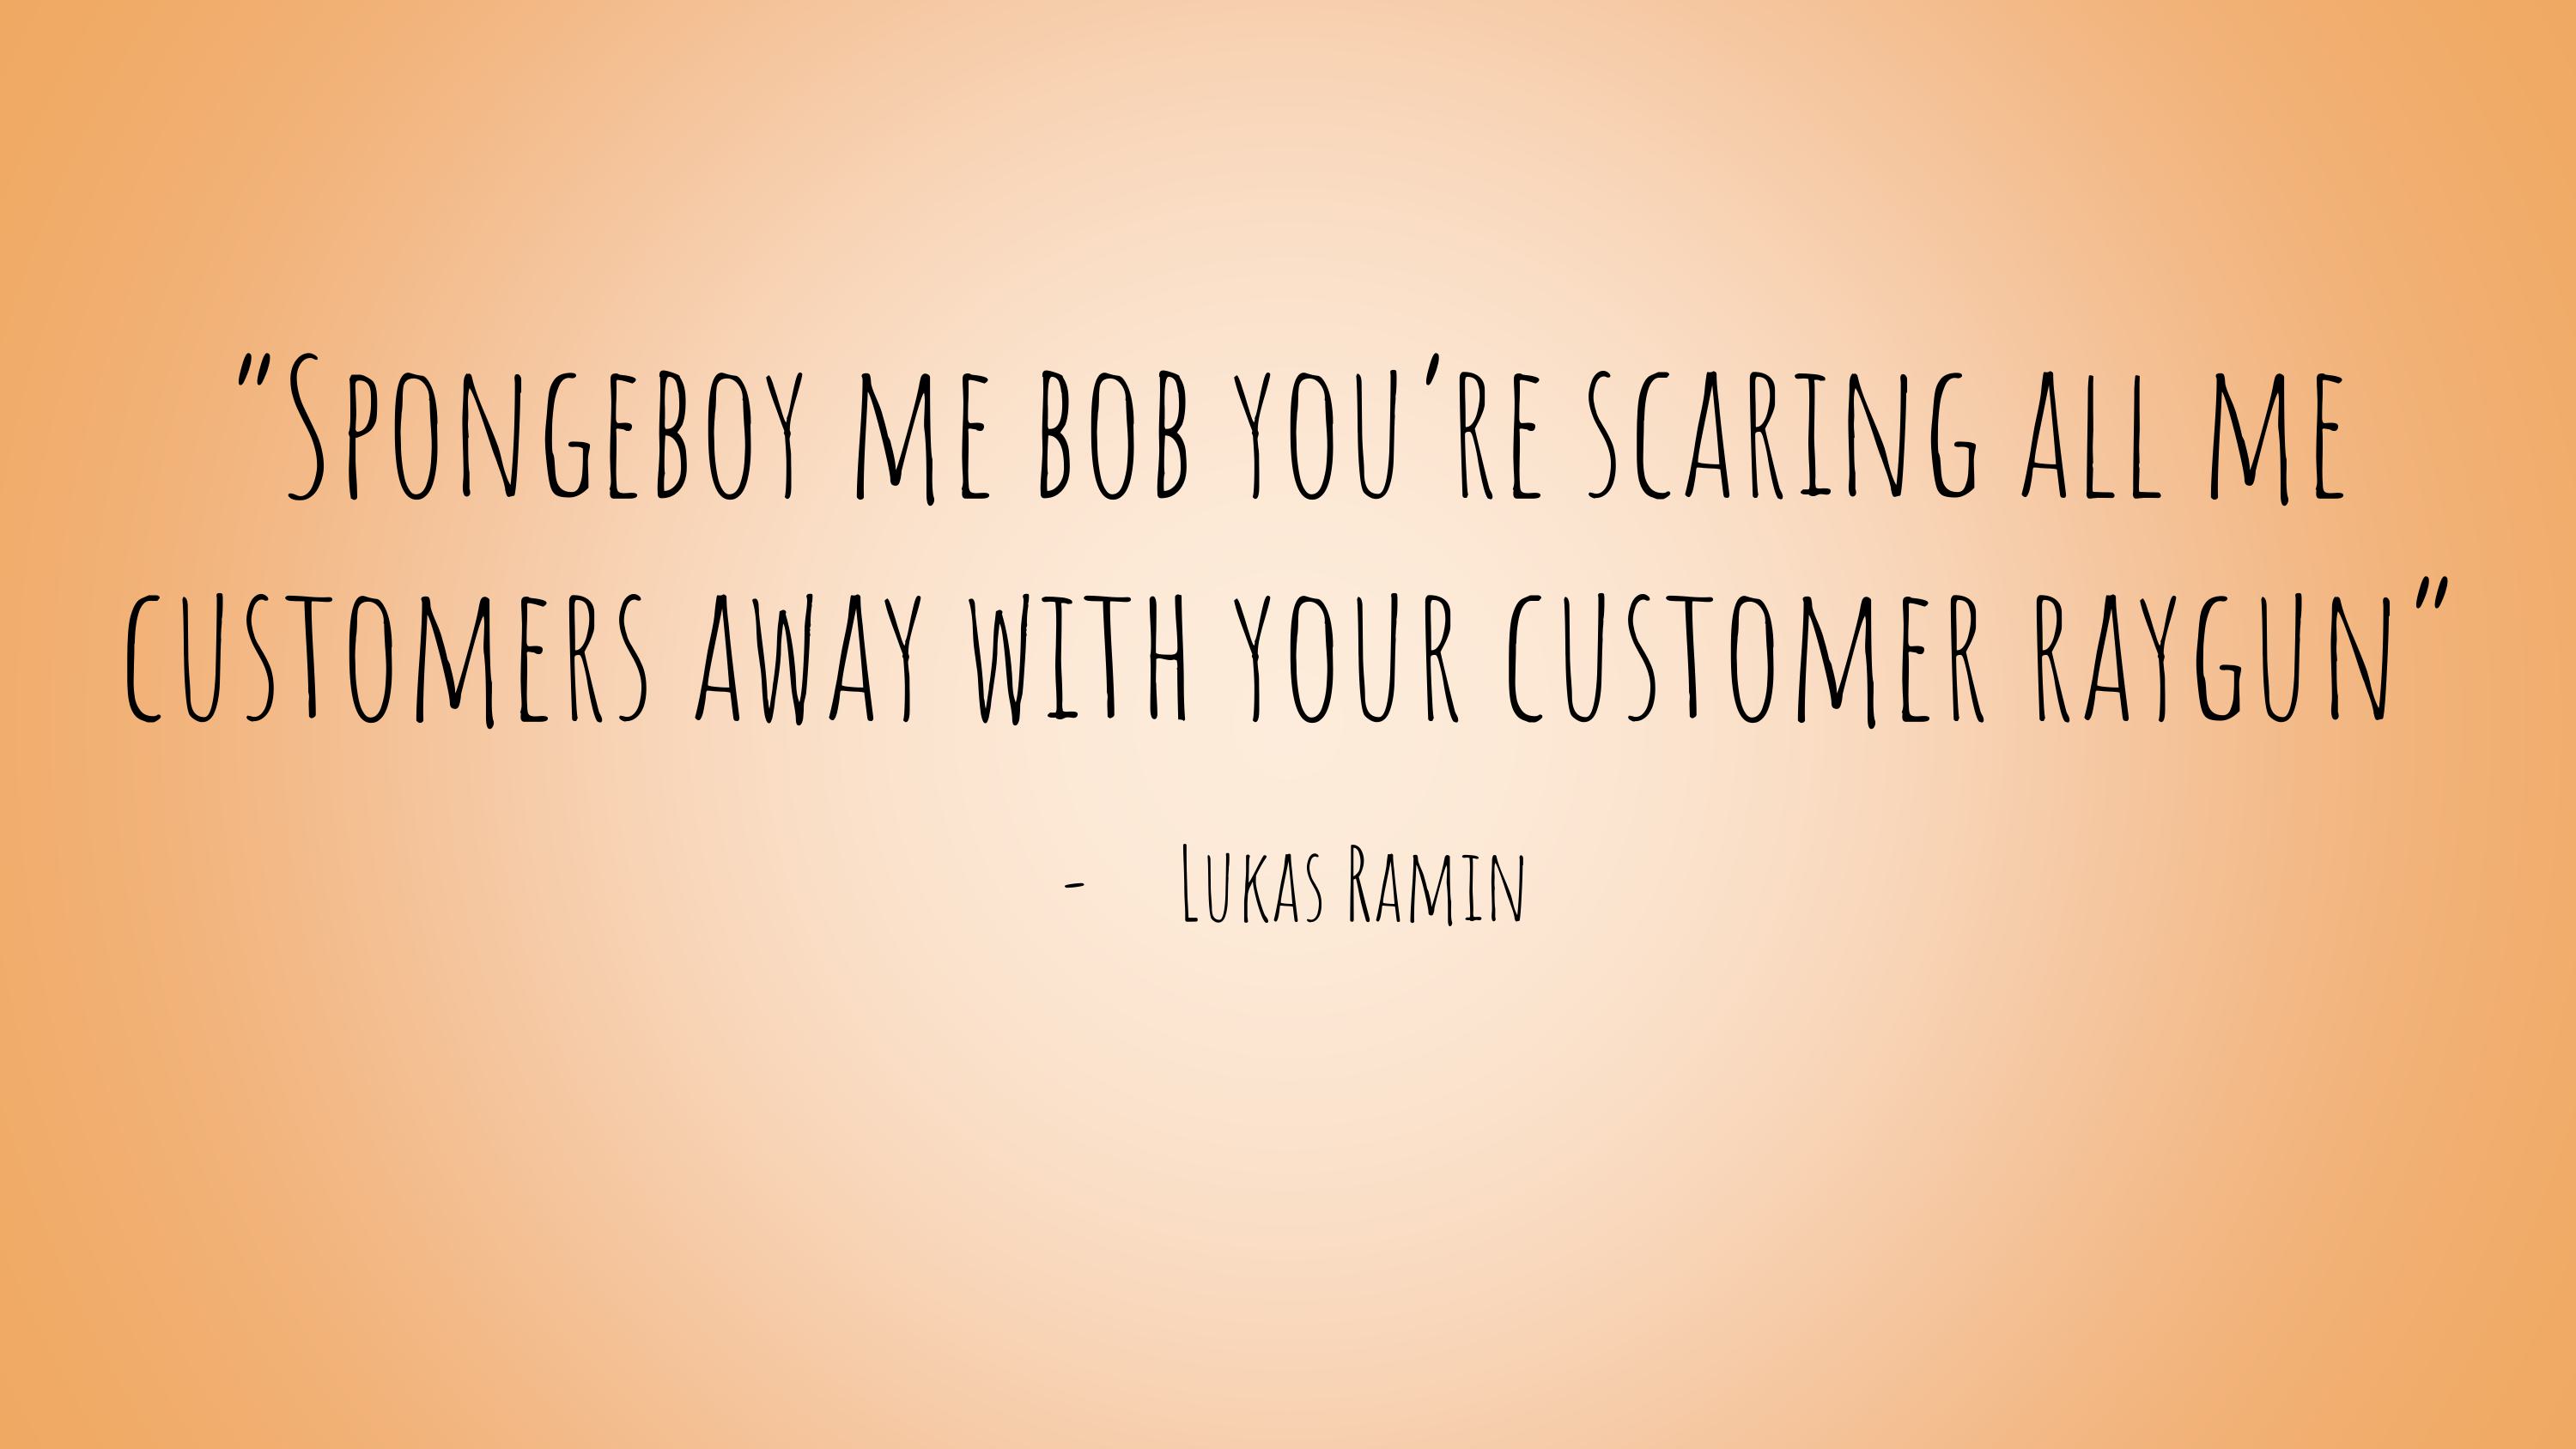 "Spongeboy me bob you're scaring all me
customers away with your customer raygun"
- Lukas Ramin